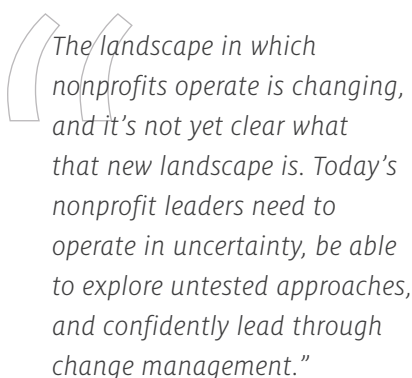 “The landscape in which
nonprofits operate is changing,
and it’s not yet clear what
that new landscape is. Today’s
nonprofit leaders need to
operate in uncertainty, be able
to explore untested approaches,
and confidently lead through
change management.”